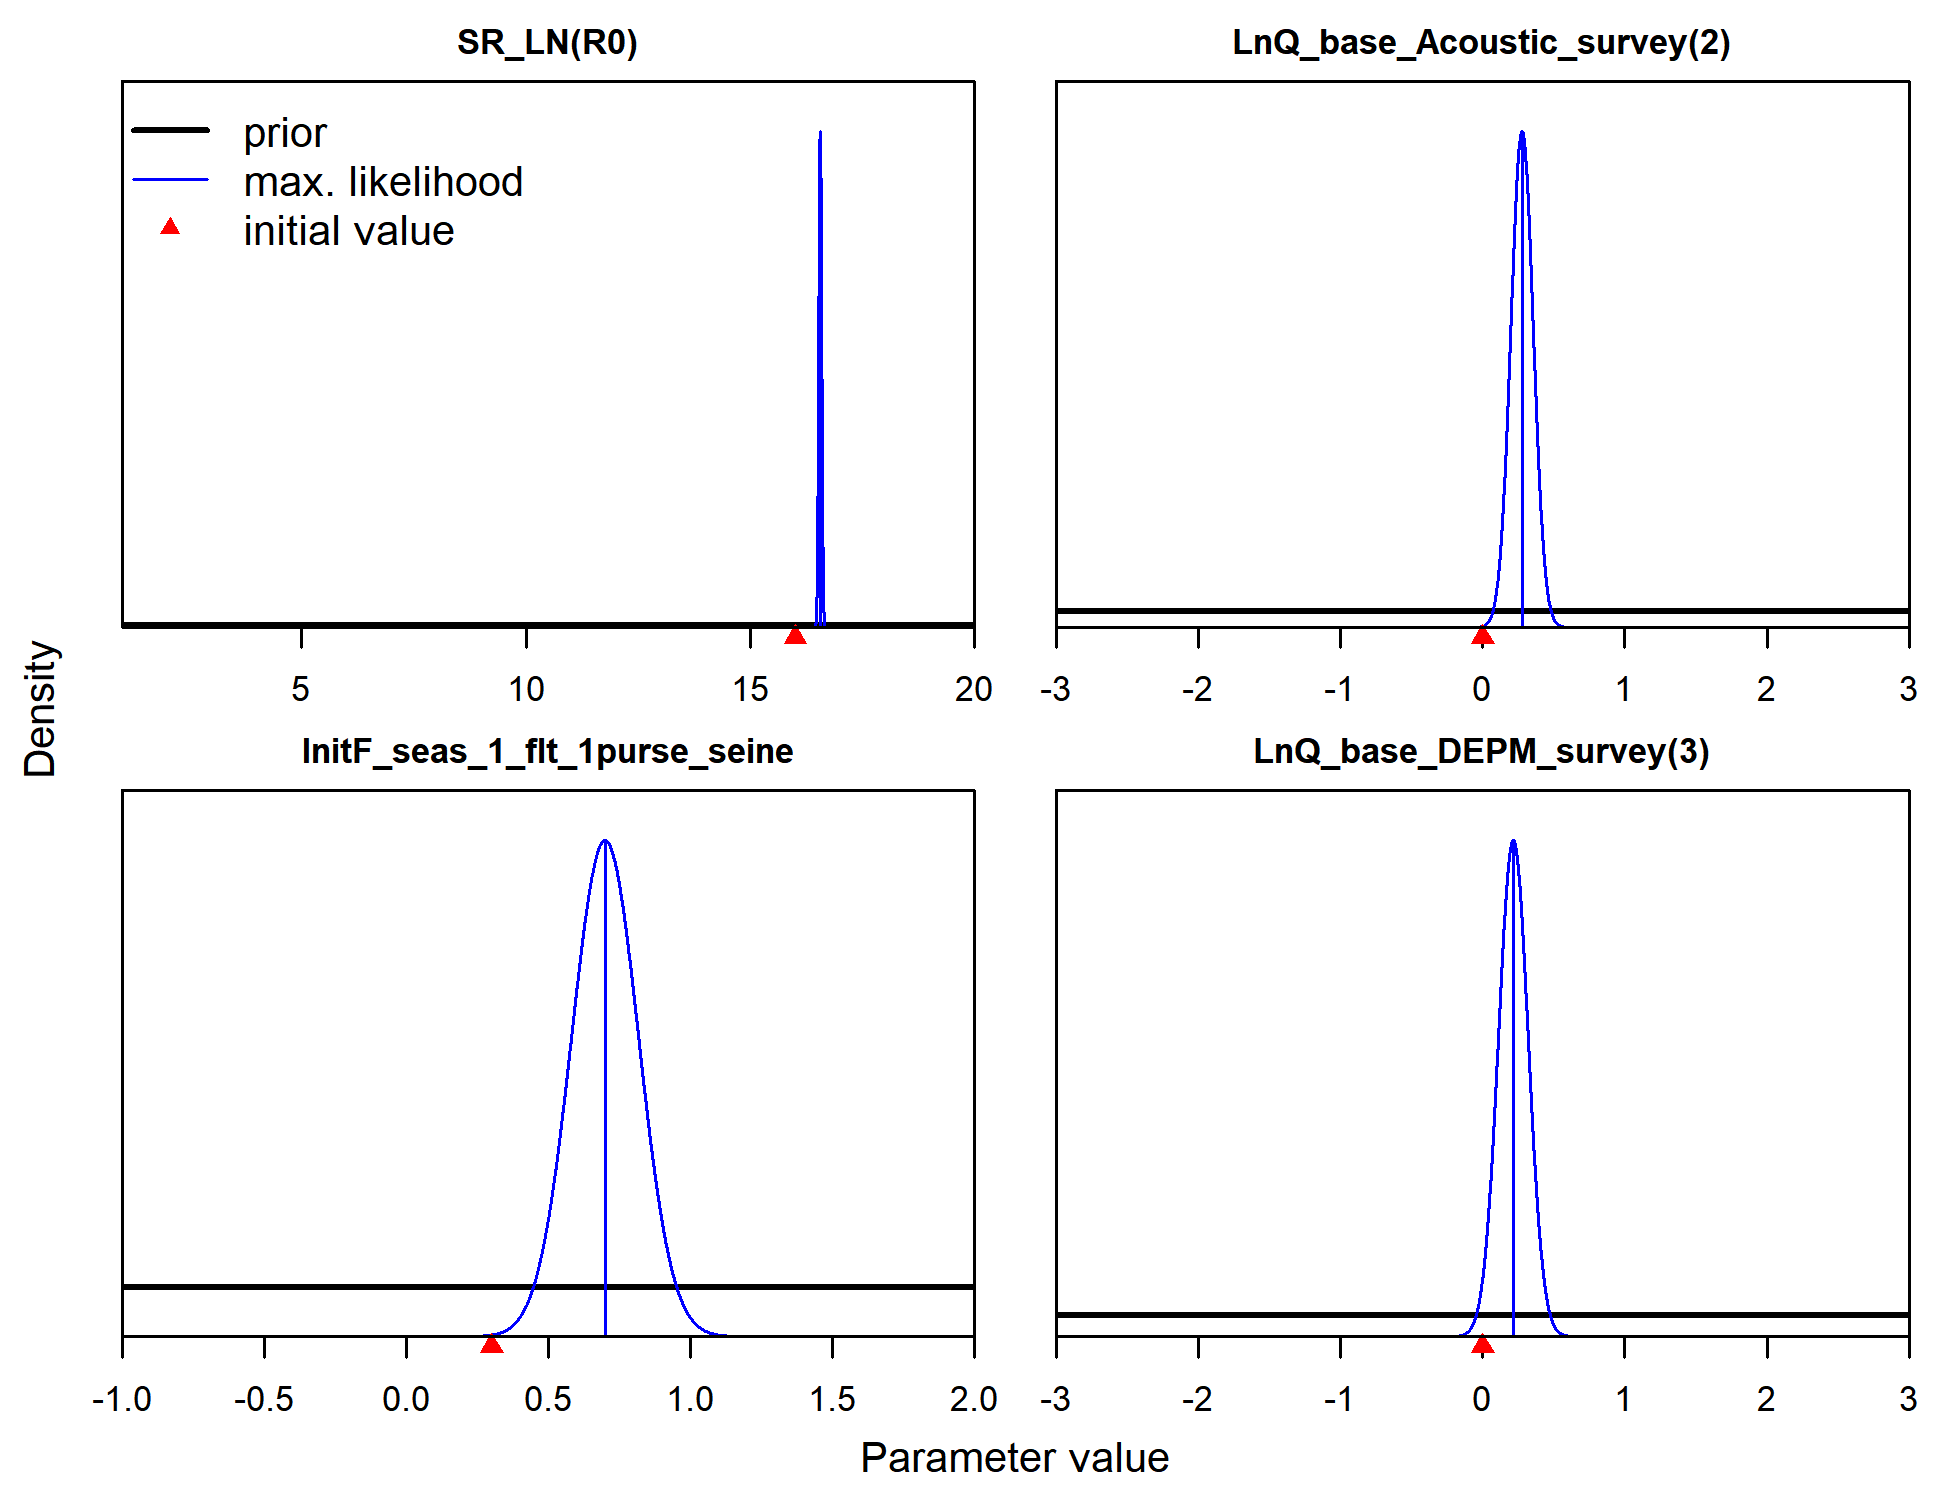 SR_LN(R0)
prior
max. likelihood
initial value
5 10 15 20
LnQ_base_Acoustic_survey(2)
-3 -2 -1 0 1 2 3
Density
InitF_seas_1_flt_1purse_seine
-1.0 -0.5 0.0 0.5 1.0 1.5 2.0
LnQ_base_DEPM_survey(3)
-3 -2 -1 0 1 2 3
Parameter value